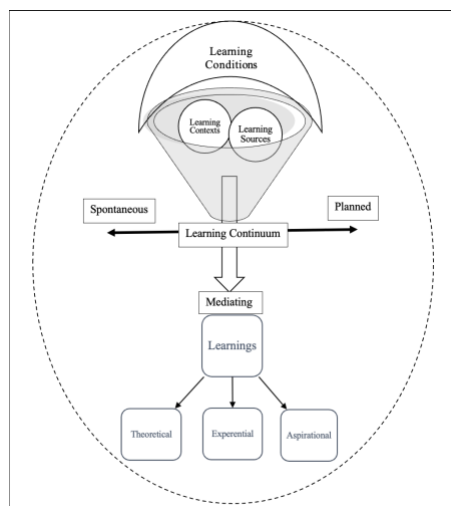 Learning
Conditions
Learning
Contexts
Learning
Sources
Spontaneous
Planned
Learning Continuum
Mediating
Learnings
Theoretical
Experential
Aspirational